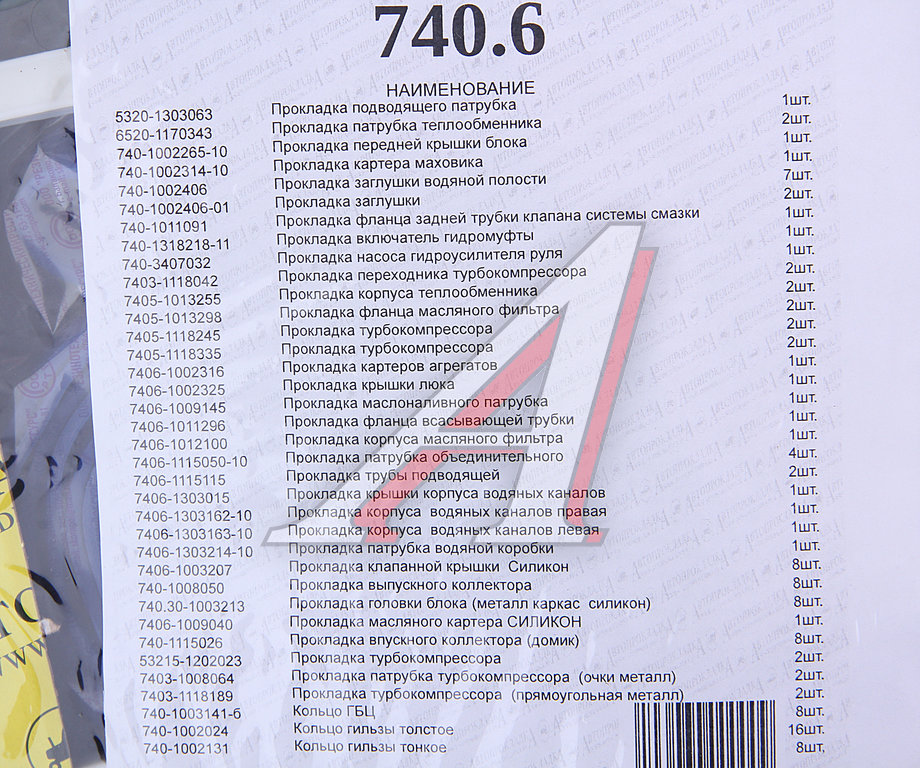 740.6
НАИМЕНОВАНИЕ
5320-1303063 Прокладка подводящего патрубка 1шт.
6520-1170343 Прокладка патрубка теплообменника 2шт.
740-1002265-10 Прокладка передней крышки блока 1шт.
740-1002314-10 Прокладка картера маховика 1шт.
740-1002406 Прокладка заглушки водяной полости 7шт.
740-1002406-01 Прокладка заглушки 2шт.
740-1011091 Прокладка фланца задней трубки клапана системы смазки 1шт.
740-1318218-11 Прокладка включатель гидромуфты 1шт.
740-3407032 Прокладка насоса гидроусилителя руля 1шт.
7403-1118042 Прокладка переходника турбокомпрессора 2шт.
7405-1013255 Прокладка корпуса теплообменника 2шт.
7405-1013298 Прокладка фланца масляного фильтра 2шт.
7405-1118245 Прокладка турбокомпрессора 2шт.
7405-1118335 Прокладка турбокомпрессора 2шт.
7406-1002316 Прокладка картеров агрегатов 1шт.
7406-1002325 Прокладка крышки люка 1шт.
7406-1009145 Прокладка маслоналивного патрубка 1шт.
7406-1011296 Прокладка фланца всасывающей трубки 1шт.
7406-1012100 Прокладка корпуса масляного фильтра 1шт.
7406-1115050-10 Прокладка патрубка объединительного 4шт.
7406-1115115 Прокладка трубы подводящей 2шт.
7406-1303015 Прокладка крышки корпуса водяных каналов 1шт.
7406-1303162-10 Прокладка корпуса водяных каналов правая 1шт.
7406-1303163-10 Прокладка корпуса водяных каналов левая 1шт.
7406-1303214-10 Прокладка патрубка водяной коробки 1шт.
7406-1003207 Прокладка клапанной крышки Силикон 8шт.
740-1008050 Прокладка выпускного коллектора 8шт.
740.30-1003213 Прокладка головки блока (металл каркас силикон) 8шт.
7406-1009040 Прокладка масляного картера СИЛИКОН 1шт.
740-1115026 Прокладка впускного коллектора (домик) 8шт.
53215-1202023 Прокладка турбокомпрессора 2шт.
7403-1008064 Прокладка патрубка турбокомпрессора (очки металл) 2шт.
7403-1118189 Прокладка турбокомпрессора (прямоугольная металл) 2шт.
740-1003141-б Кольцо ГБЦ 8шт.
740-1002024 Кольцо гильзы толстое 16шт.
740-1002131 Кольцо гильзы тонкое 8шт.